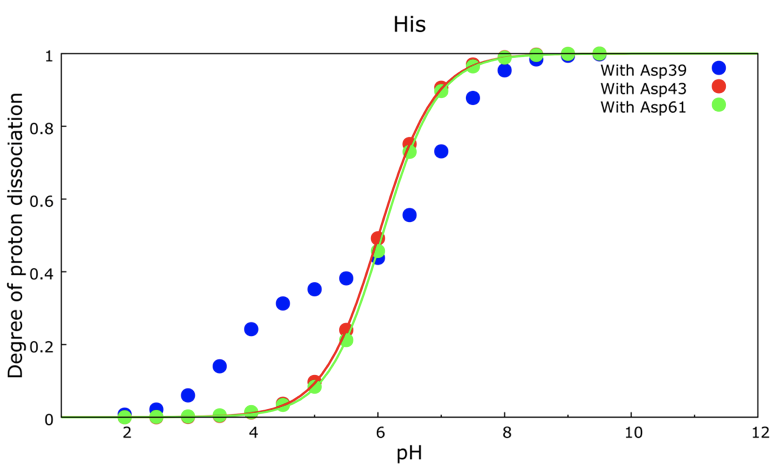 His
Degree of proton dissociation
1
0.8
0.6
0.4
0.2
0
With Asp39
With Asp43
With Asp61
2 4 6 8 10 12
pH